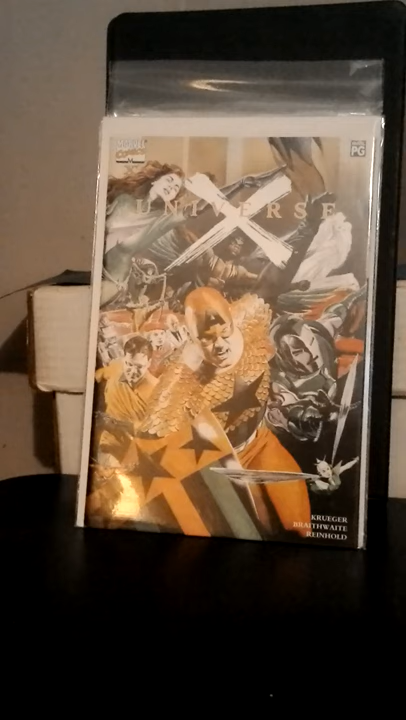 MARVEL
COMICS
PG
UNIVERSE
X
KRUEGER
BRAITHWAITE
REINHOLD